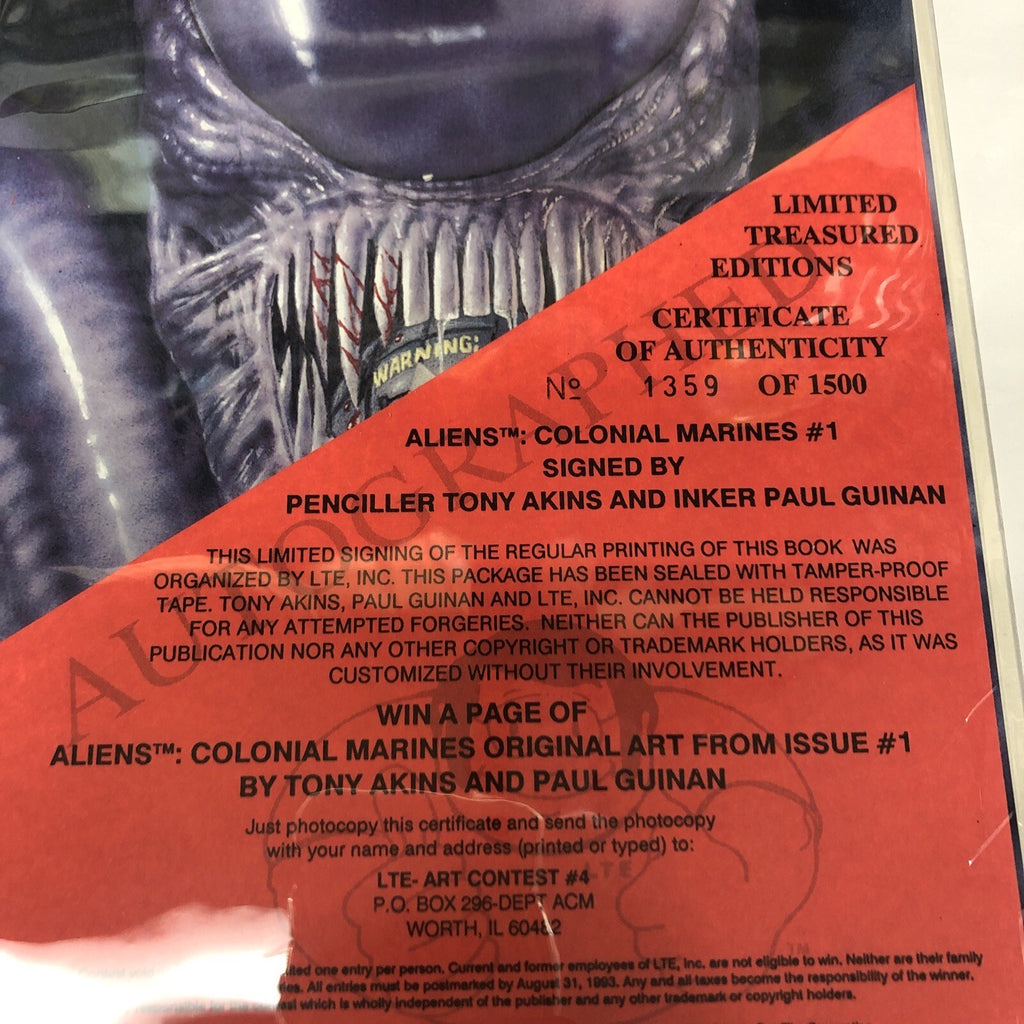 WARNING:
LIMITED
TREASURED
EDITIONS
CERTIFICATE
OF AUTHENTICITY
Nº 1359 OF 1500
AUTOGRAPHED
ALIENS™: COLONIAL MARINES #1
SIGNED BY
PENCILLER TONY AKINS AND INKER PAUL GUINAN
THIS LIMITED SIGNING OF THE REGULAR PRINTING OF THIS BOOK WAS
ORGANIZED BY LTE, INC. THIS PACKAGE HAS BEEN SEALED WITH TAMPER-PROOF
TAPE. TONY AKINS, PAUL GUINAN AND LTE, INC. CANNOT BE HELD RESPONSIBLE
FOR ANY ATTEMPTED FORGERIES. NEITHER CAN THE PUBLISHER OF THIS
PUBLICATION NOR ANY OTHER COPYRIGHT OR TRADEMARK HOLDERS, AS IT WAS
CUSTOMIZED WITHOUT THEIR INVOLVEMENT.
WIN A PAGE OF
ALIENS™: COLONIAL MARINES ORIGINAL ART FROM ISSUE #1
BY TONY AKINS AND PAUL GUINAN
Just photocopy this certificate and send the photocopy
with your name and address (printed or typed) to:
LTE- ART CONTEST #4
LTE
P.O. BOX 296-DEPT ACM
WORTH, IL 60482
TM
one entry per person. Current and former employees of LTE, Inc. are not eligible to win. Neither are their family
All entries must be postmarked by August 31, 1993. Any and all taxes become the responsibility of the winner.
which is wholly independent of the publisher and any other trademark or copyright holders.